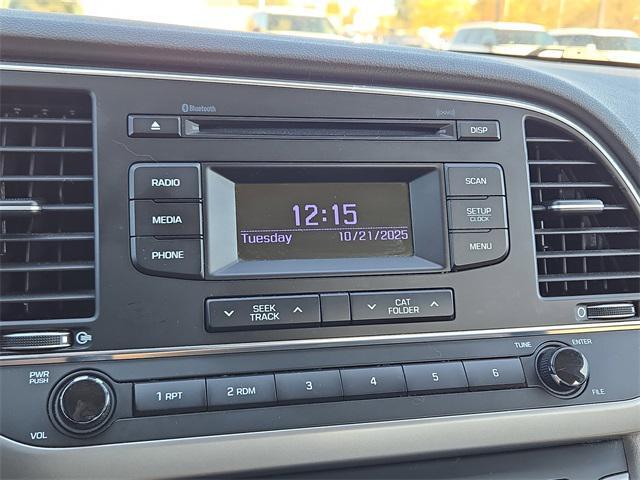 Bluetooth
DISP
RADIO
MEDIA
PHONE
12:15
Tuesday 10/21/2025
SCAN
SETUP
CLOCK
MENU
SEEK
TRACK
CAT
FOLDER
PWR
PUSH
VOL
1 RPT
2 RDM
3
4
5
6
TUNE
ENTER
FILE